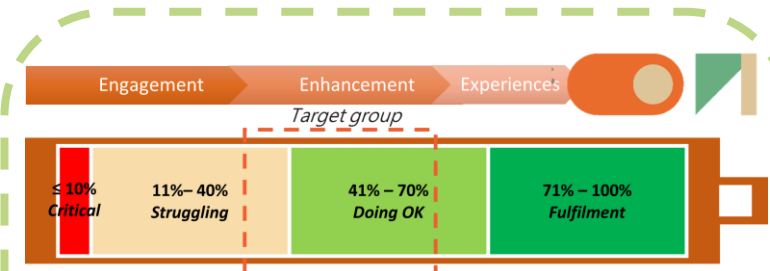 Engagement
Enhancement
Experiences
Target group
≤ 10%
Critical
11%– 40%
Struggling
41% – 70%
Doing OK
71% – 100%
Fulfilment